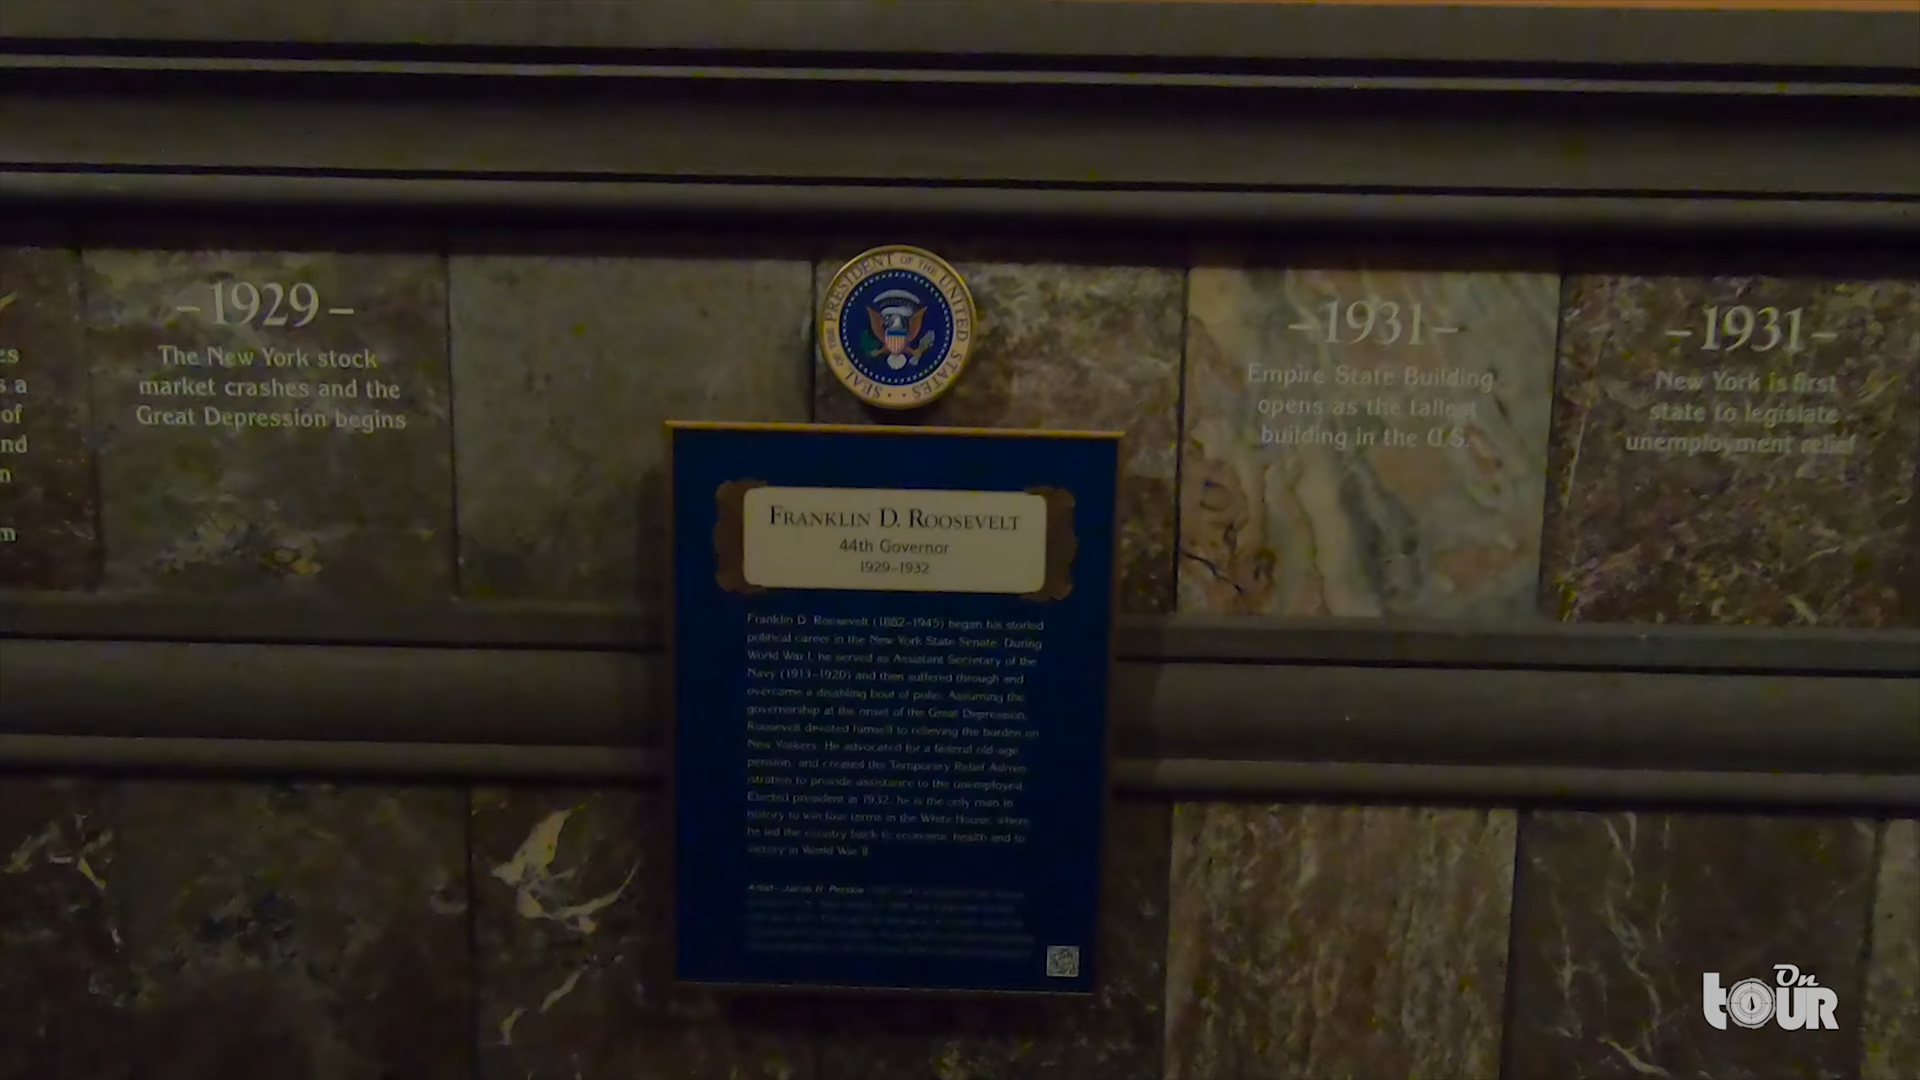 es
s a
of
nd
n
m
-1929-
The New York stock
market crashes and the
Great Depression begins
SEAL OF THE PRESIDENT OF THE UNITED STATES
FRANKLIN D. ROOSEVELT
44th Governor
1929-1932
Franklin D. Roosevelt (1882-1945) began his storied
political career in the New York State Senate. During
World War I, he served as Assistant Secretary of the
Navy (1913-1920) and then suffered through and
overcame a disabling bout of polio. Assuming the
governorship at the onset of the Great Depression,
Roosevelt devoted himself to relieving the burden on
New Yorkers. He advocated for a federal old-age
pension, and created the Temporary Relief Admin-
istration to provide assistance to the unemployed.
Elected president in 1932, he is the only man in
history to win four terms in the White House, where
he led the country back to economic health and to
victory in World War II.
Artist- Jacob H. Perskie
-1931-
Empire State Building
opens as the tallest
building in the U.S.
-1931-
New York is first
state to legislate
unemployment relief
On
TOUR